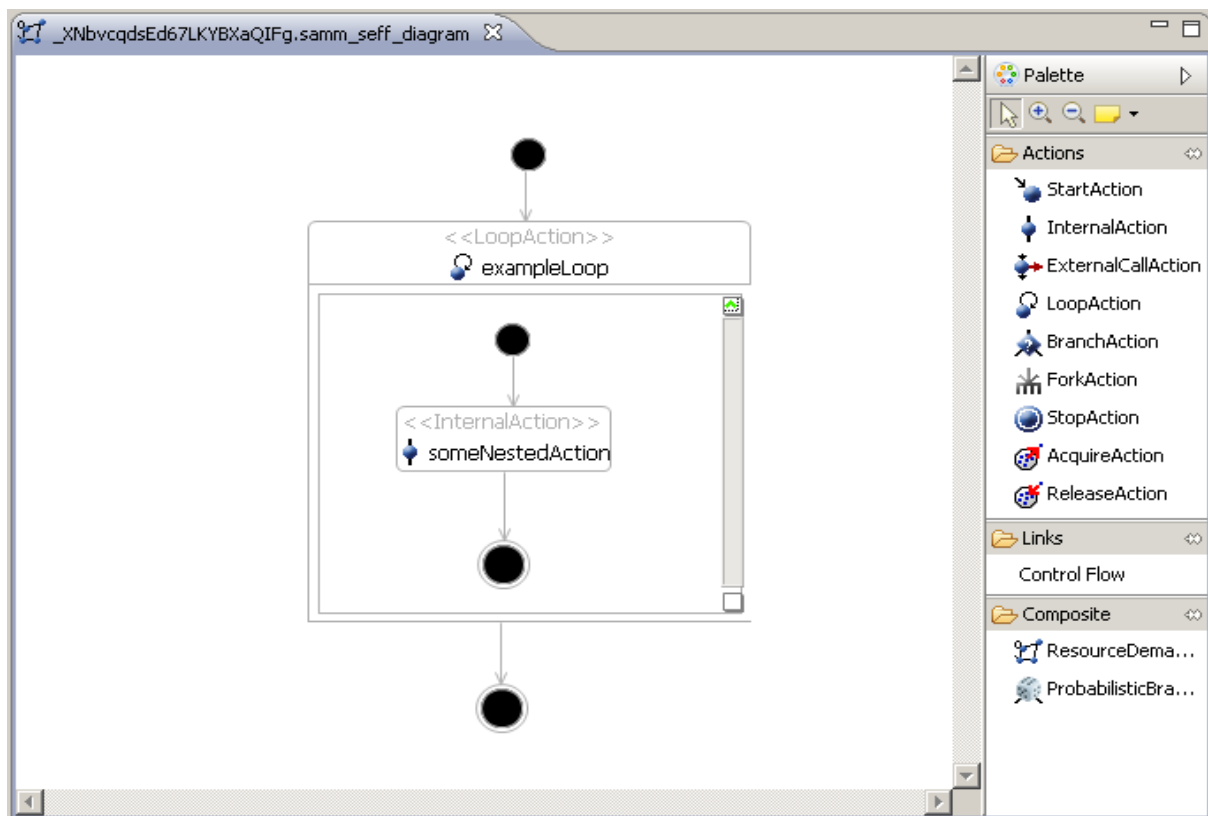 _XNbvcqdsEd67LKYBXaQIFg.samm_seff_diagram
<<LoopAction>>
exampleLoop
<<InternalAction>>
someNestedAction
Palette
Actions
StartAction
InternalAction
ExternalCallAction
LoopAction
BranchAction
ForkAction
StopAction
AcquireAction
ReleaseAction
Links
Control Flow
Composite
ResourceDema...
ProbabilisticBra...